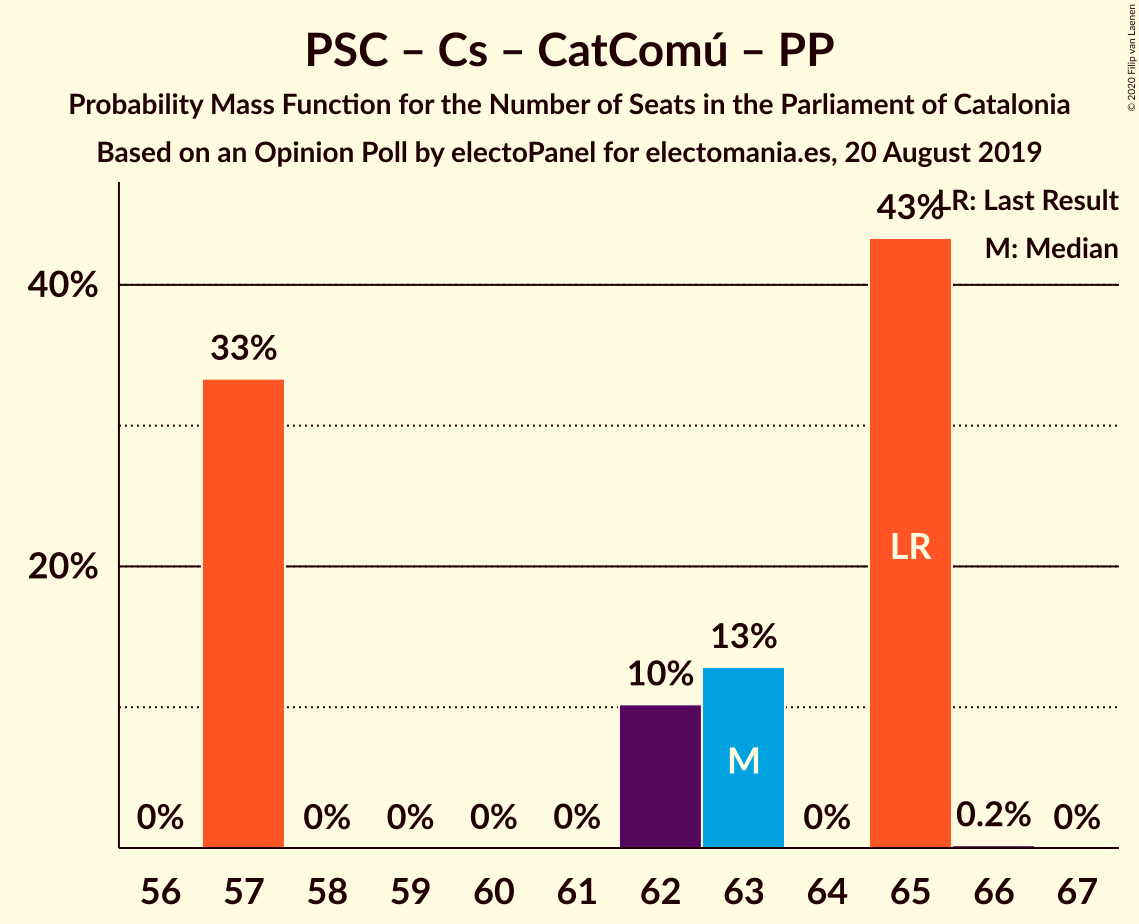 PSC – Cs – CatComú – PP
Probability Mass Function for the Number of Seats in the Parliament of Catalonia
Based on an Opinion Poll by electoPanel for electomania.es, 20 August 2019
© 2020 Filip van Laenen
LR: Last Result
M: Median
40%
20%
0%
33%
0%
0%
0%
0%
10%
13%
0%
43%
0.2%
0%
M
LR
56 57 58 59 60 61 62 63 64 65 66 67